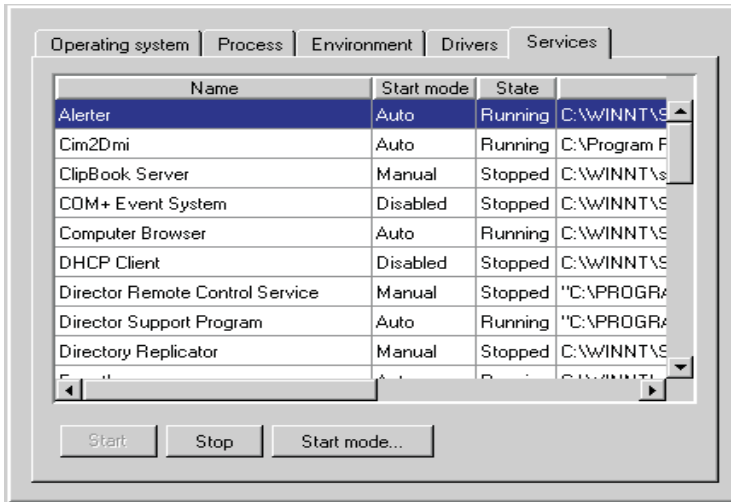 Operating system Process Environment Drivers Services
Name Start mode State
Alerter Auto Running C:\WINNT\S
Cim2Dmi Auto Running C:\Program F
ClipBook Server Manual Stopped C:\WINNT\s
COM+ Event System Disabled Stopped C:\WINNT\S
Computer Browser Auto Running C:\WINNT\S
DHCP Client Disabled Stopped C:\WINNT\S
Director Remote Control Service Manual Stopped "C:\PROGRA
Director Support Program Auto Running "C:\PROGRA
Directory Replicator Manual Stopped C:\WINNT\S
Start Stop Start mode...